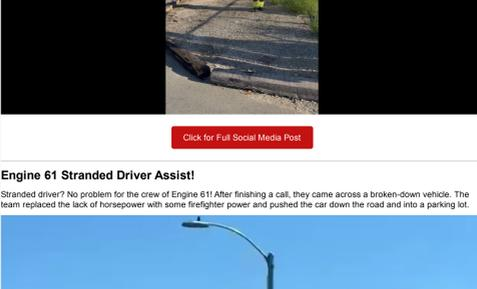 Click for Full Social Media Post
Engine 61 Stranded Driver Assist!
Stranded driver? No problem for the crew of Engine 61! After finishing a call, they came across a broken-down vehicle. The
team replaced the lack of horsepower with some firefighter power and pushed the car down the road and into a parking lot.